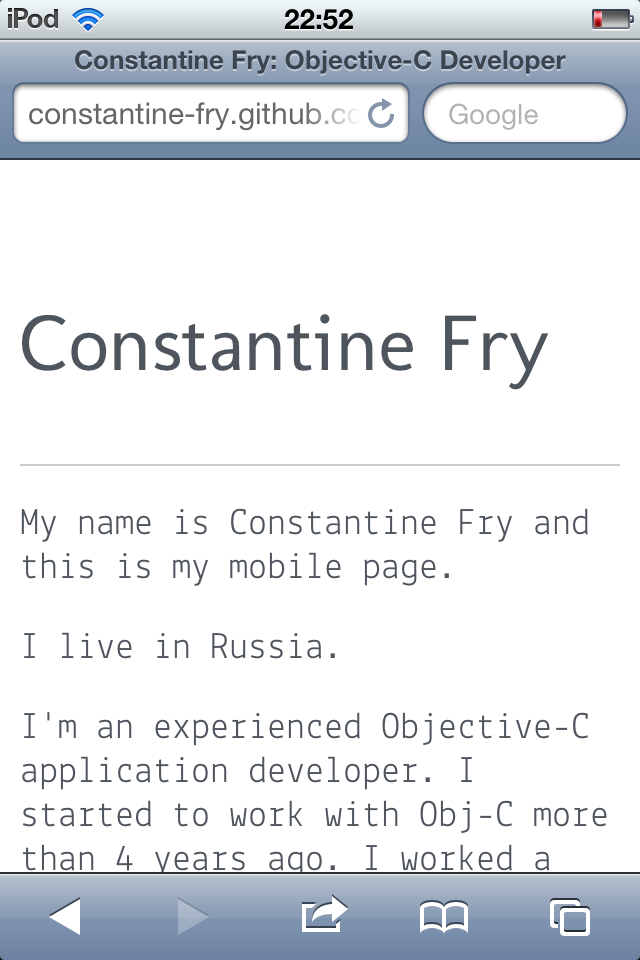 iPod 22:52
Constantine Fry: Objective-C Developer
constantine-fry.github.co Google
Constantine Fry
My name is Constantine Fry and
this is my mobile page.
I live in Russia.
I'm an experienced Objective-C
application developer. I
started to work with Obj-C more
than 4 years ago. I worked a